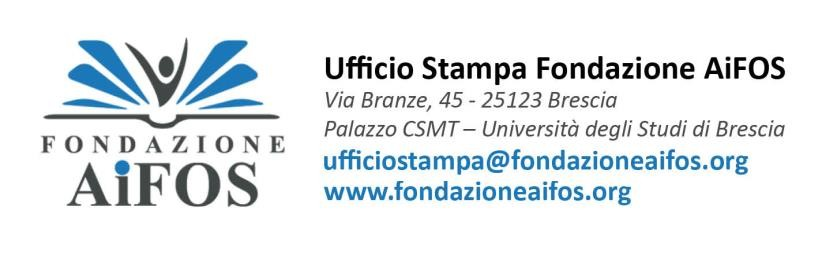 FONDAZIONE
AiFOS
Ufficio Stampa Fondazione AiFOS
Via Branze, 45 - 25123 Brescia
Palazzo CSMT – Università degli Studi di Brescia
ufficiostampa@fondazioneaifos.org
www.fondazioneaifos.org